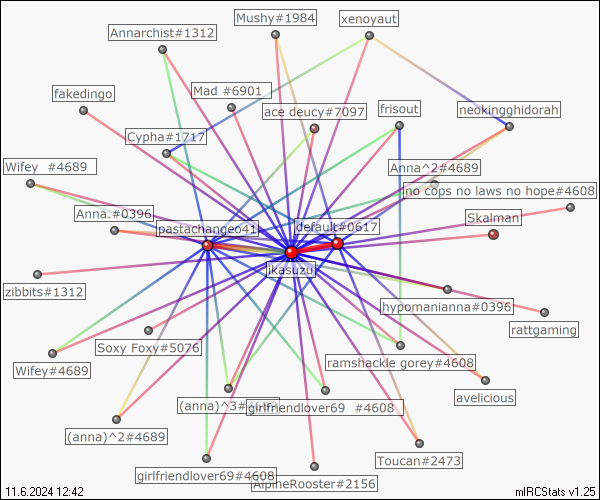 Mushy#1984
xenoyaut
Annarchist#1312
fakedingo
Mad #6901
ace deucy#7097
frisout
neokingghidorah
Cypha#1717
Wifey #4689
Anna^2#4689
no cops no laws no hope#4608
Anna.#0396
pastachangeo41
default#0617
Skalman
jkasuzu
zibbits#1312
hypomanianna#0396
rattgaming
Soxy Foxy#5076
ramshackle gorey#4608
Wifey#4689
avelicious
(anna)^3#4689
girlfriendlover69 #4608
(anna)^2#4689
Toucan#2473
girlfriendlover69#4608
AlpineRooster#2156
11.6.2024 12:42
mIRCStats v1.25